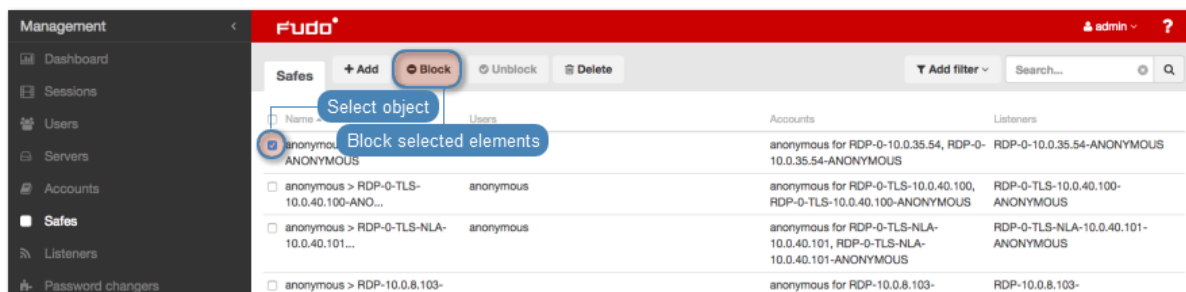 Management
FUDO
admin
?
Dashboard
Sessions
Users
Servers
Accounts
Safes
Listeners
Password changers
Safes
+ Add
Block
Unblock
Delete
Add filter
Search...
Select object
Block selected elements
Name
Users
Accounts
Listeners
ANONYMOUS
anonymous for RDP-0-10.0.35.54, RDP-0-
10.0.35.54-ANONYMOUS
RDP-0-10.0.35.54-ANONYMOUS
anonymous > RDP-0-TLS-
10.0.40.100-ANO...
anonymous
anonymous for RDP-0-TLS-10.0.40.100,
RDP-0-TLS-10.0.40.100-ANONYMOUS
RDP-0-TLS-10.0.40.100-
ANONYMOUS
anonymous > RDP-0-TLS-NLA-
10.0.40.101...
anonymous
anonymous for RDP-0-TLS-NLA-
10.0.40.101, RDP-0-TLS-NLA-
10.0.40.101-ANONYMOUS
RDP-0-TLS-NLA-10.0.40.101-
ANONYMOUS
anonymous > RDP-10.0.8.103-
anonymous for RDP-10.0.8.103-
RDP-10.0.8.103-